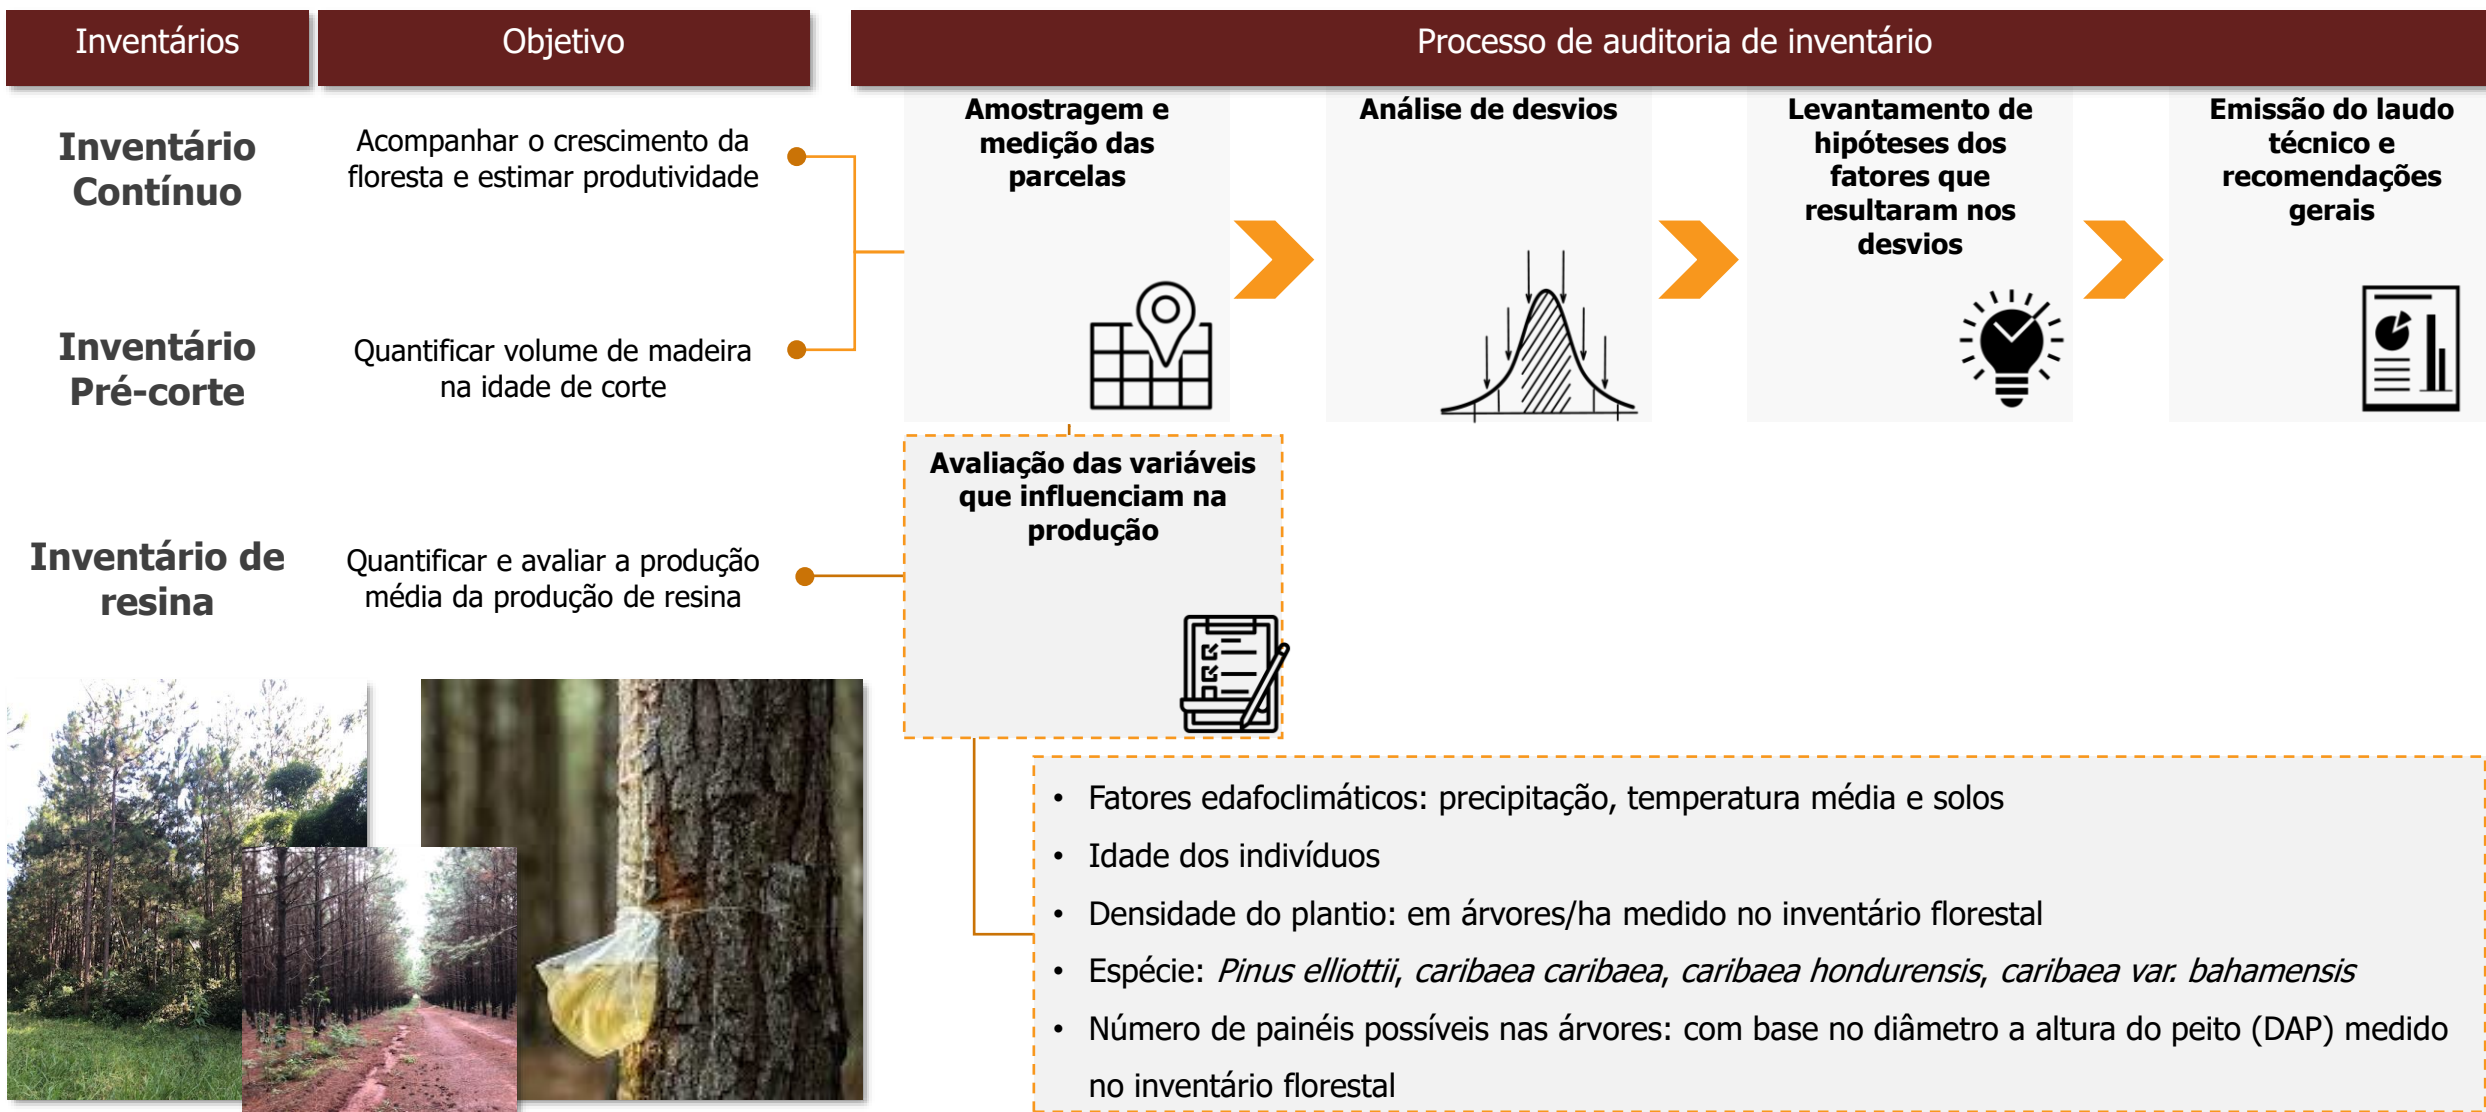 Inventários
Objetivo
Processo de auditoria de inventário
Inventário
Contínuo
Acompanhar o crescimento da
floresta e estimar produtividade
Inventário
Pré-corte
Quantificar volume de madeira
na idade de corte
Inventário de
resina
Quantificar e avaliar a produção
média da produção de resina
Amostragem e
medição das
parcelas
Análise de desvios
Levantamento de
hipóteses dos
fatores que
resultaram nos
desvios
Emissão do laudo
técnico e
recomendações
gerais
Avaliação das variáveis
que influenciam na
produção
• Fatores edafoclimáticos: precipitação, temperatura média e solos
• Idade dos indivíduos
• Densidade do plantio: em árvores/ha medido no inventário florestal
• Espécie: Pinus elliottii, caribaea caribaea, caribaea hondurensis, caribaea var. bahamensis
• Número de painéis possíveis nas árvores: com base no diâmetro a altura do peito (DAP) medido
no inventário florestal